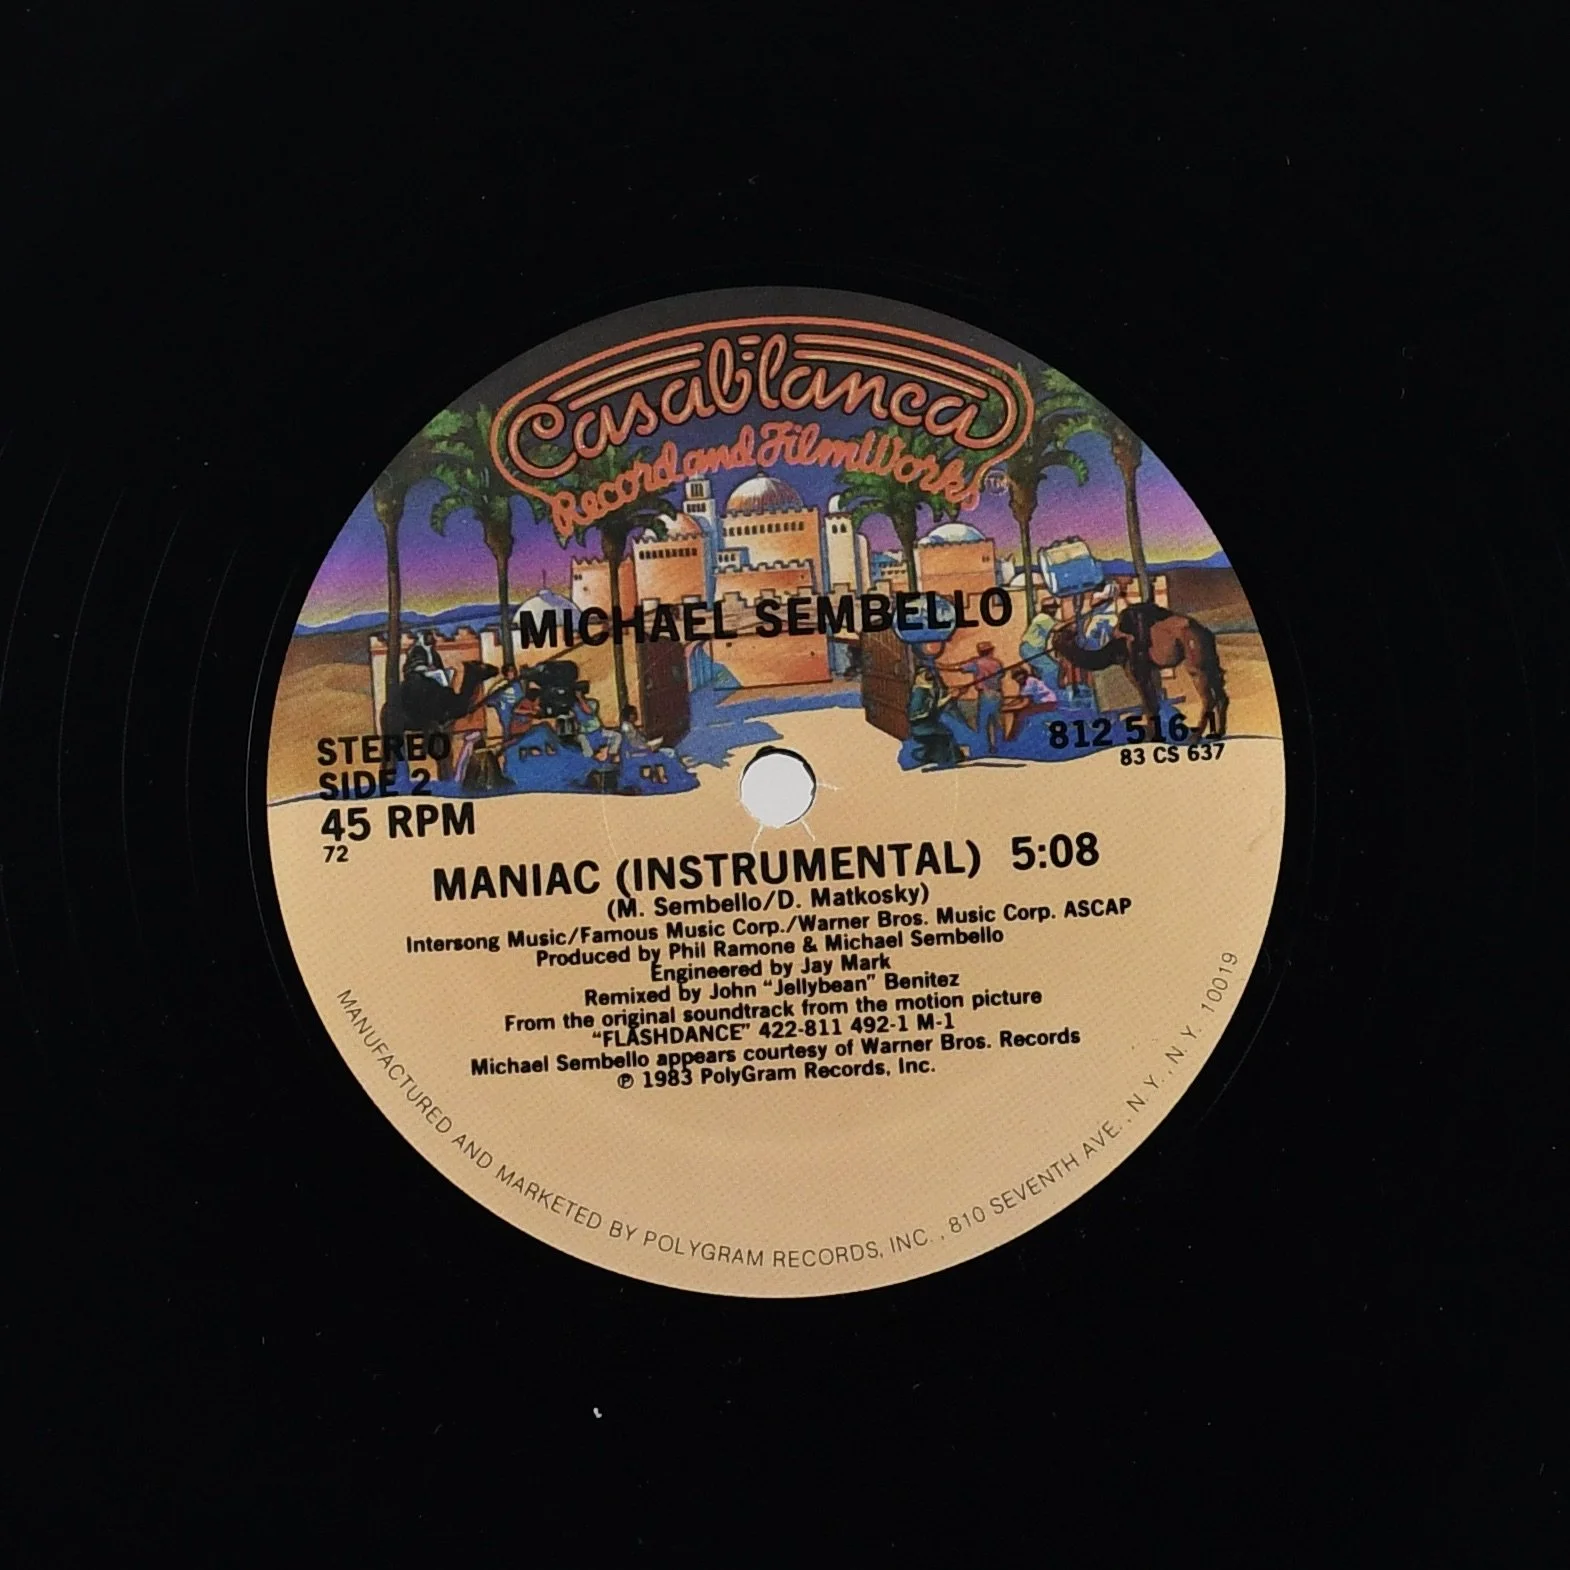 Casablanca
Record and FilmWorks
TM
MICHAEL SEMBELLO
STEREO
SIDE 2
45 RPM
72
812 516-1
83 CS 637
MANIAC (INSTRUMENTAL) 5:08
(M. Sembello/D. Matkosky)
Intersong Music/Famous Music Corp./Warner Bros. Music Corp. ASCAP
Produced by Phil Ramone & Michael Sembello
Engineered by Jay Mark
Remixed by John "Jellybean" Benitez
From the original soundtrack from the motion picture
"FLASHDANCE" 422-811 492-1 M-1
Michael Sembello appears courtesy of Warner Bros. Records
℗ 1983 PolyGram Records, Inc.
MANUFACTURED AND MARKETED BY POLYGRAM RECORDS, INC., 810 SEVENTH AVE., N. Y., N. Y. 10019